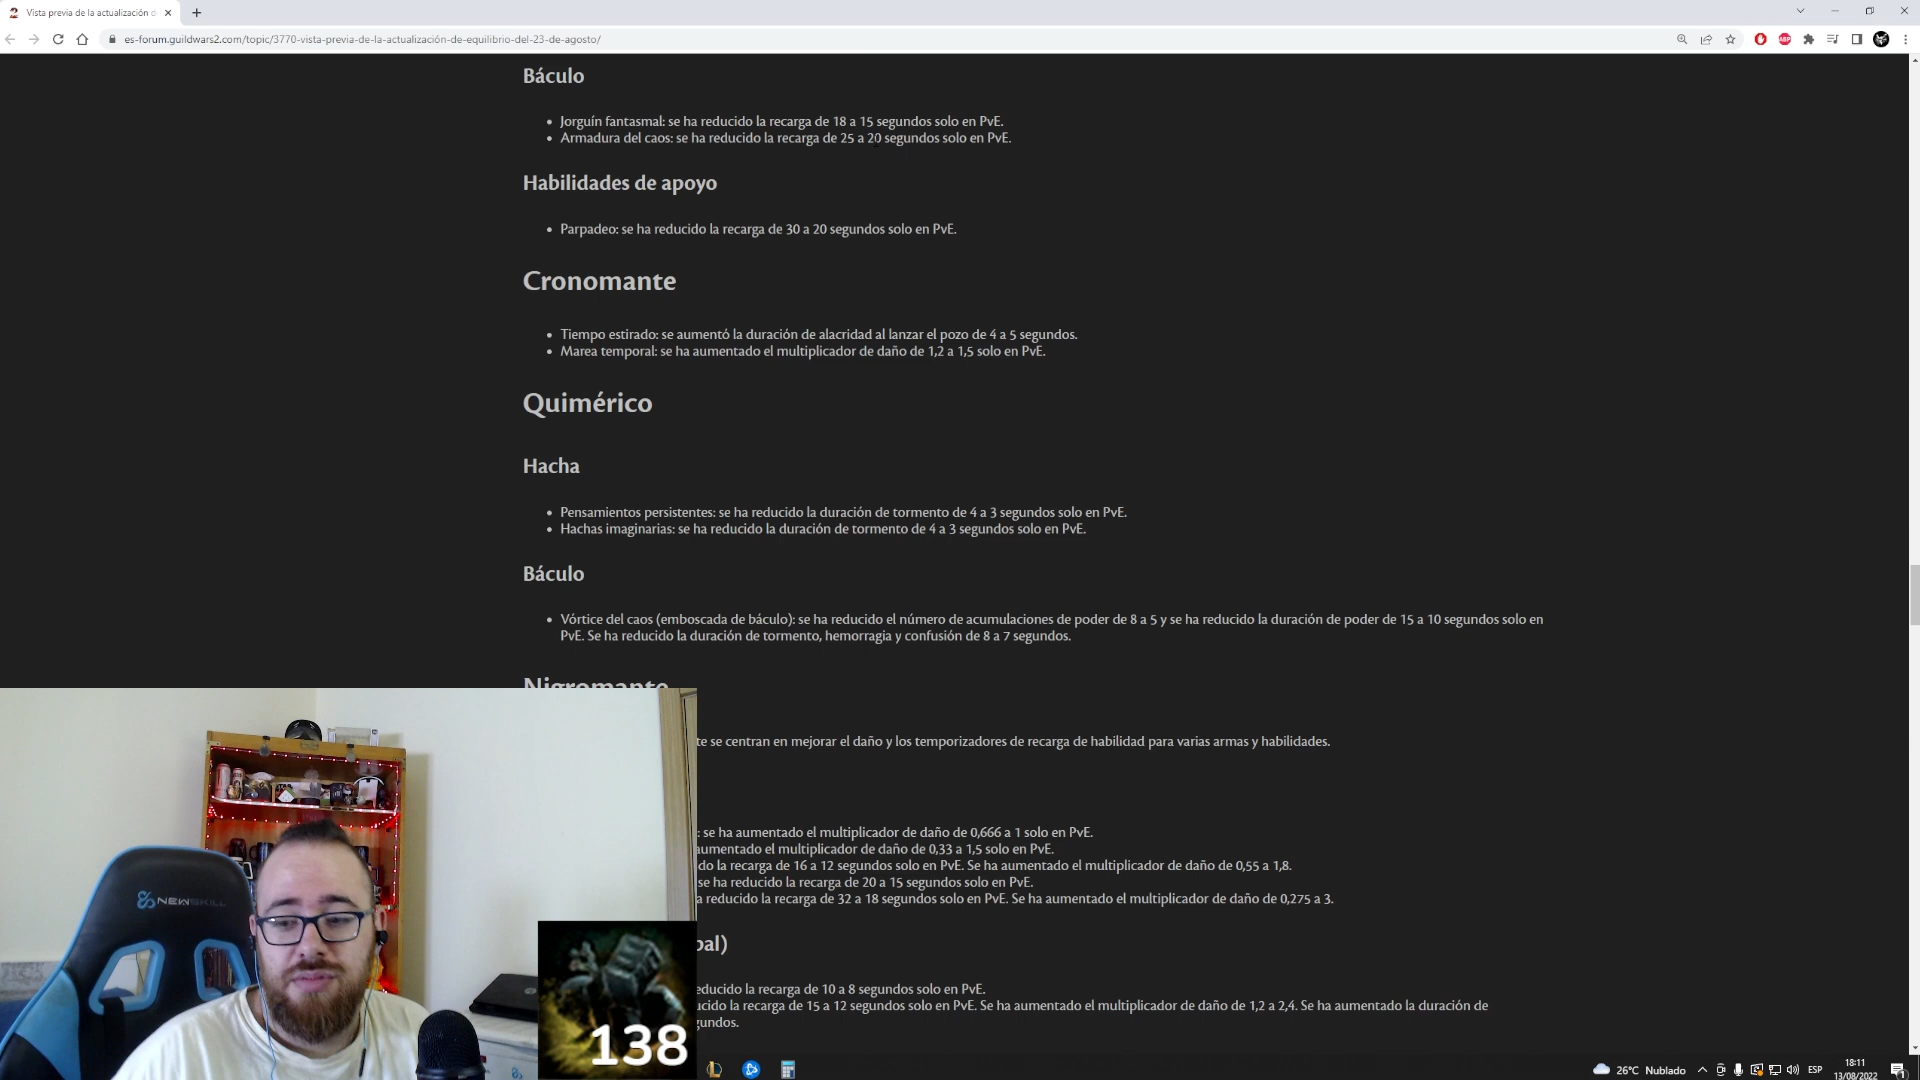 Vista previa de la actualización d
es-forum.guildwars2.com/topic/3770-vista-previa-de-la-actualización-de-equilibrio-del-23-de-agosto/
Báculo
Jorguín fantasmal: se ha reducido la recarga de 18 a 15 segundos solo en PvE.
Armadura del caos: se ha reducido la recarga de 25 a 20 segundos solo en PvE.
Habilidades de apoyo
Parpadeo: se ha reducido la recarga de 30 a 20 segundos solo en PvE.
Cronomante
Tiempo estirado: se aumentó la duración de alacridad al lanzar el pozo de 4 a 5 segundos.
Marea temporal: se ha aumentado el multiplicador de daño de 1,2 a 1,5 solo en PvE.
Quimérico
Hacha
Pensamientos persistentes: se ha reducido la duración de tormento de 4 a 3 segundos solo en PvE.
Hachas imaginarias: se ha reducido la duración de tormento de 4 a 3 segundos solo en PvE.
Báculo
Vórtice del caos (emboscada de báculo): se ha reducido el número de acumulaciones de poder de 8 a 5 y se ha reducido la duración de poder de 15 a 10 segundos solo en
PvE. Se ha reducido la duración de tormento, hemorragia y confusión de 8 a 7 segundos.
Nigromante
te se centran en mejorar el daño y los temporizadores de recarga de habilidad para varias armas y habilidades.
: se ha aumentado el multiplicador de daño de 0,666 a 1 solo en PvE.
aumentado el multiplicador de daño de 0,33 a 1,5 solo en PvE.
do la recarga de 16 a 12 segundos solo en PvE. Se ha aumentado el multiplicador de daño de 0,55 a 1,8.
se ha reducido la recarga de 20 a 15 segundos solo en PvE.
a reducido la recarga de 32 a 18 segundos solo en PvE. Se ha aumentado el multiplicador de daño de 0,275 a 3.
pal)
educido la recarga de 10 a 8 segundos solo en PvE.
ucido la recarga de 15 a 12 segundos solo en PvE. Se ha aumentado el multiplicador de daño de 1,2 a 2,4. Se ha aumentado la duración de
gundos.
NEWSKILL
138
26°C Nublado
ESP
18:11
13/08/2022